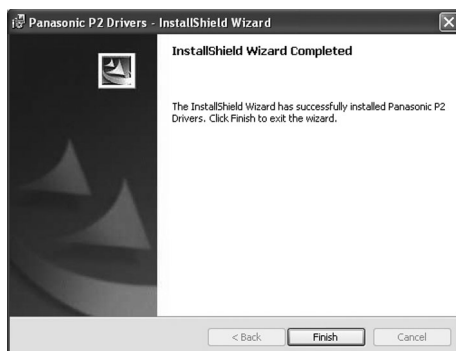 Panasonic P2 Drivers - InstallShield Wizard
InstallShield Wizard Completed
The InstallShield Wizard has successfully installed Panasonic P2
Drivers. Click Finish to exit the wizard.
< Back
Finish
Cancel